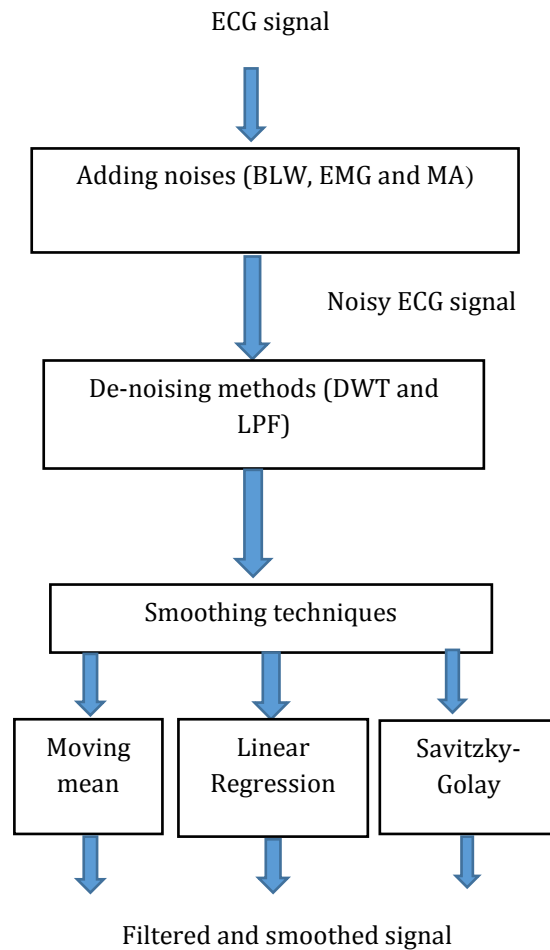 ECG signal
Adding noises (BLW, EMG and MA)
Noisy ECG signal
De-noising methods (DWT and
LPF)
Smoothing techniques
Moving
mean
Linear
Regression
Savitzky-
Golay
Filtered and smoothed signal